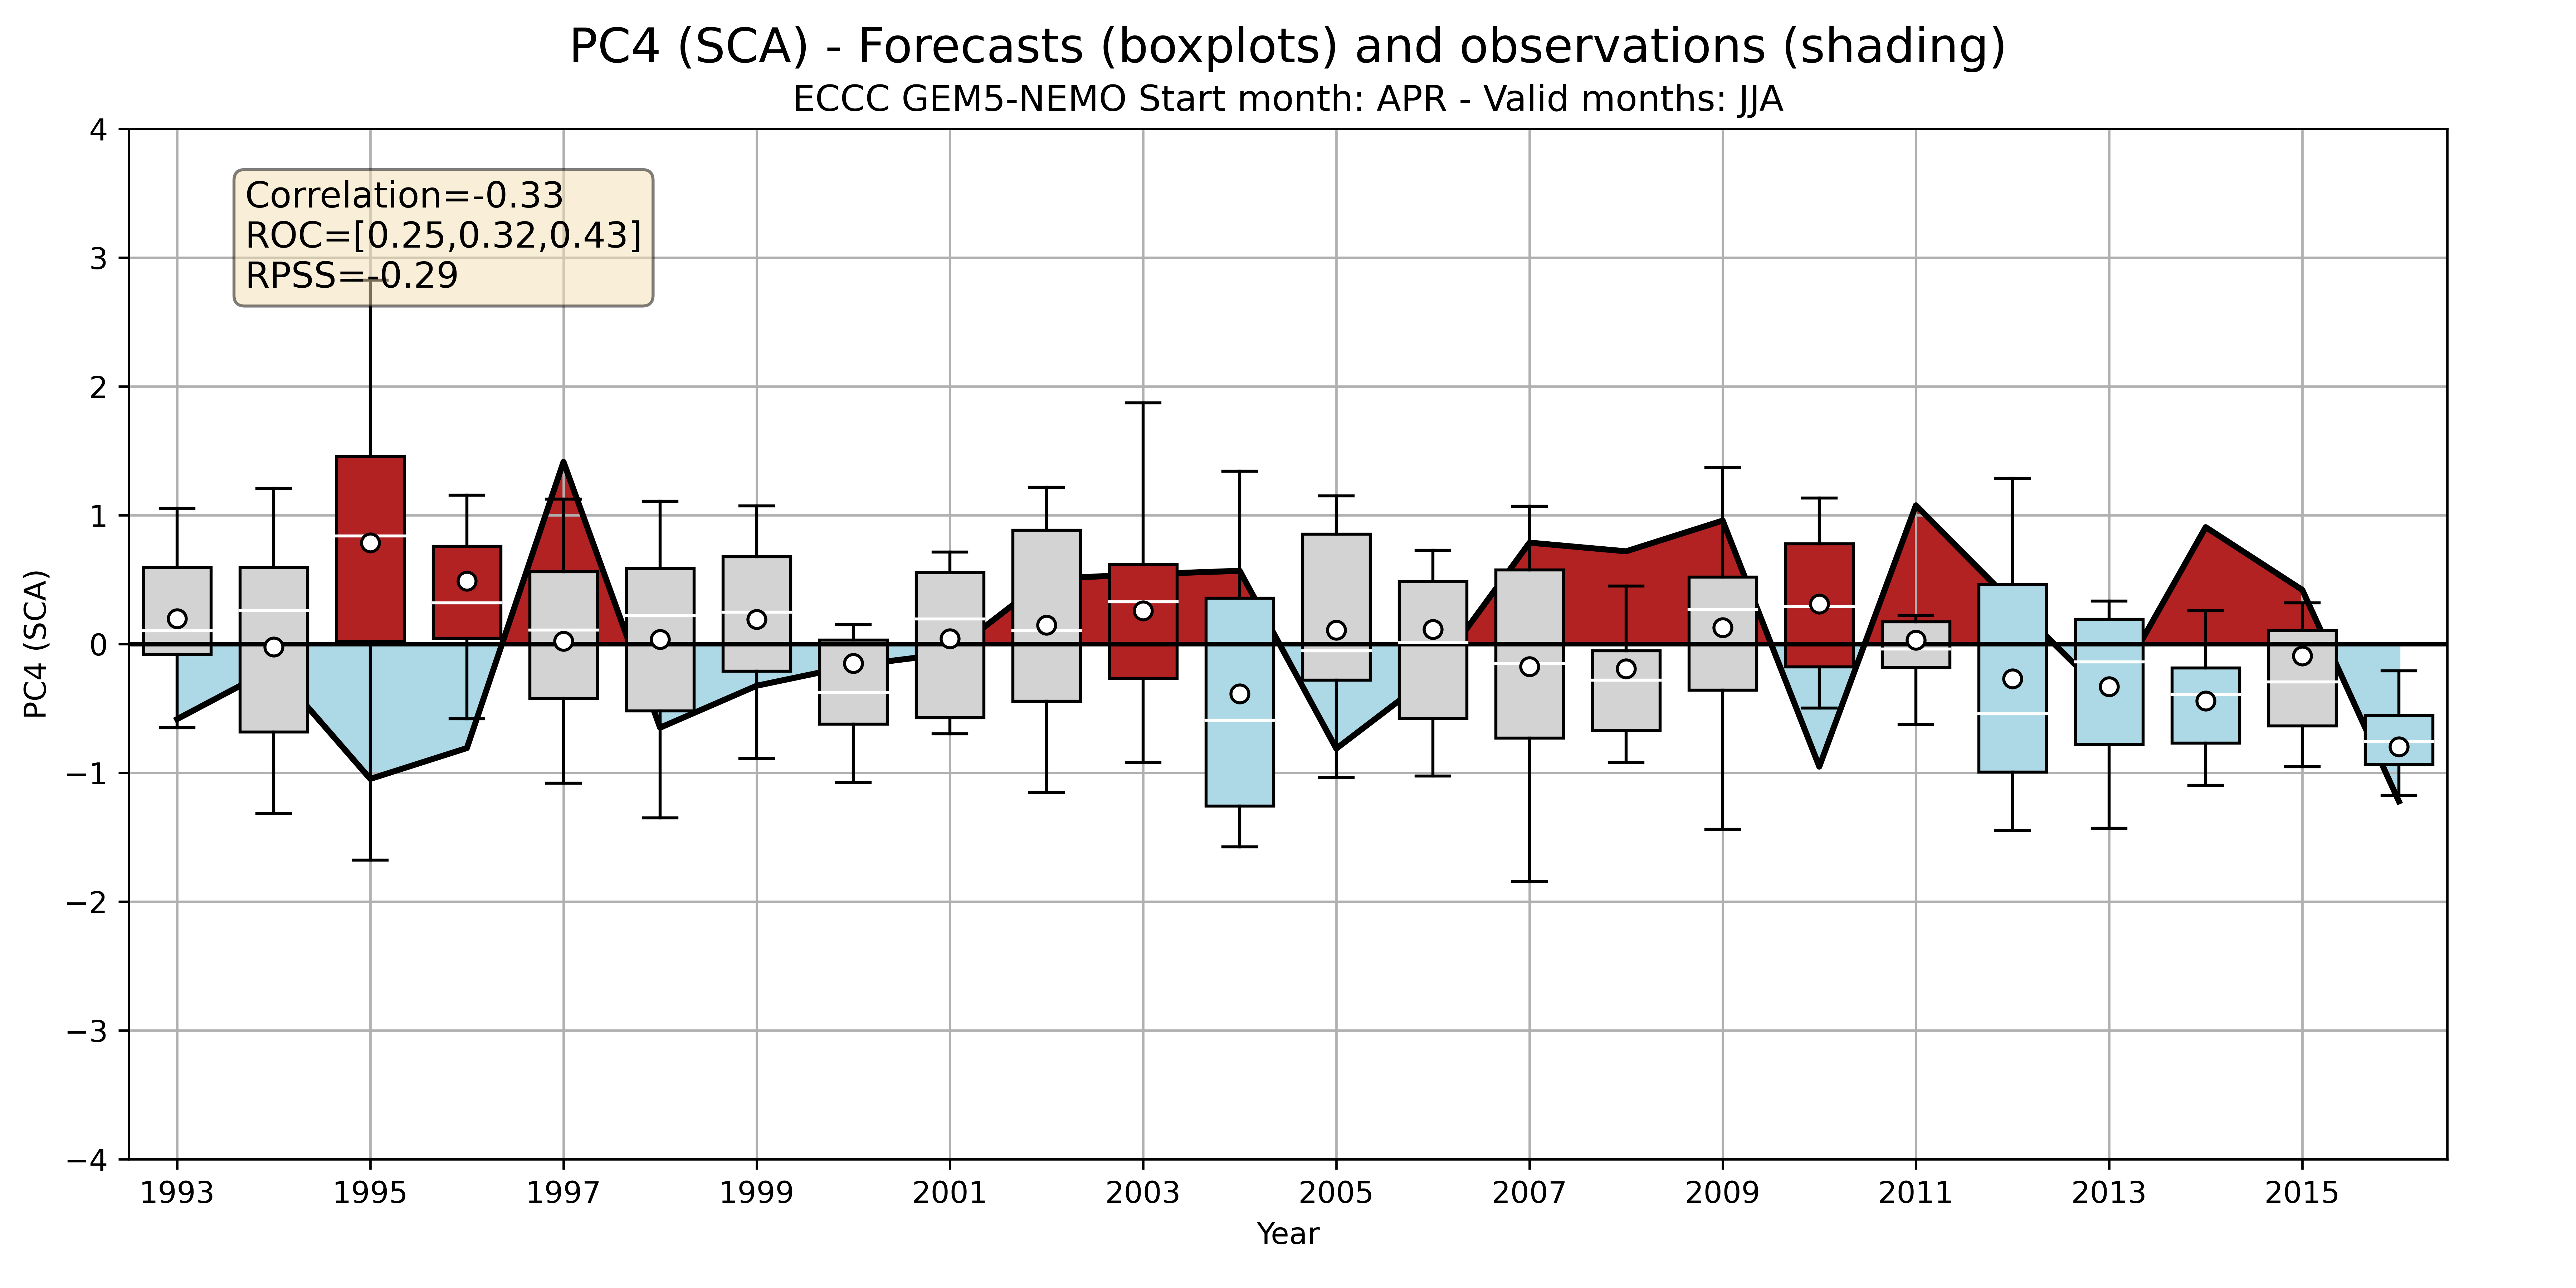 PC4 (SCA) - Forecasts (boxplots) and observations (shading)
ECCC GEM5-NEMO Start month: APR - Valid months: JJA
Correlation=-0.33
ROC=[0.25,0.32,0.43]
RPSS=-0.29
PC4 (SCA)
4
3
2
1
0
−1
−2
−3
−4
1993 1995 1997 1999 2001 2003 2005 2007 2009 2011 2013 2015
Year